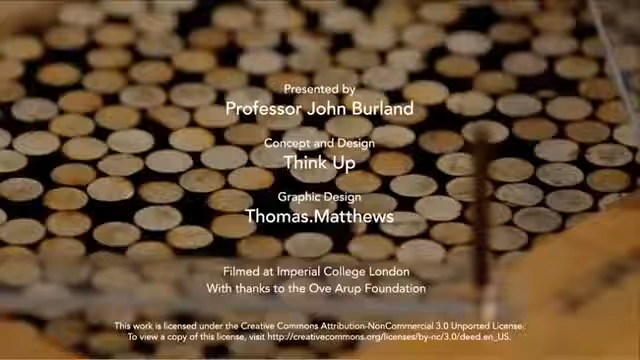 Presented by
Professor John Burland
Concept and Design
Think Up
Graphic Design
Thomas.Matthews
Filmed at Imperial College London
With thanks to the Ove Arup Foundation
This work is licensed under the Creative Commons Attribution-NonCommercial 3.0 Unported License.
To view a copy of this license, visit http://creativecommons.org/licenses/by-nc/3.0/deed.en_US.